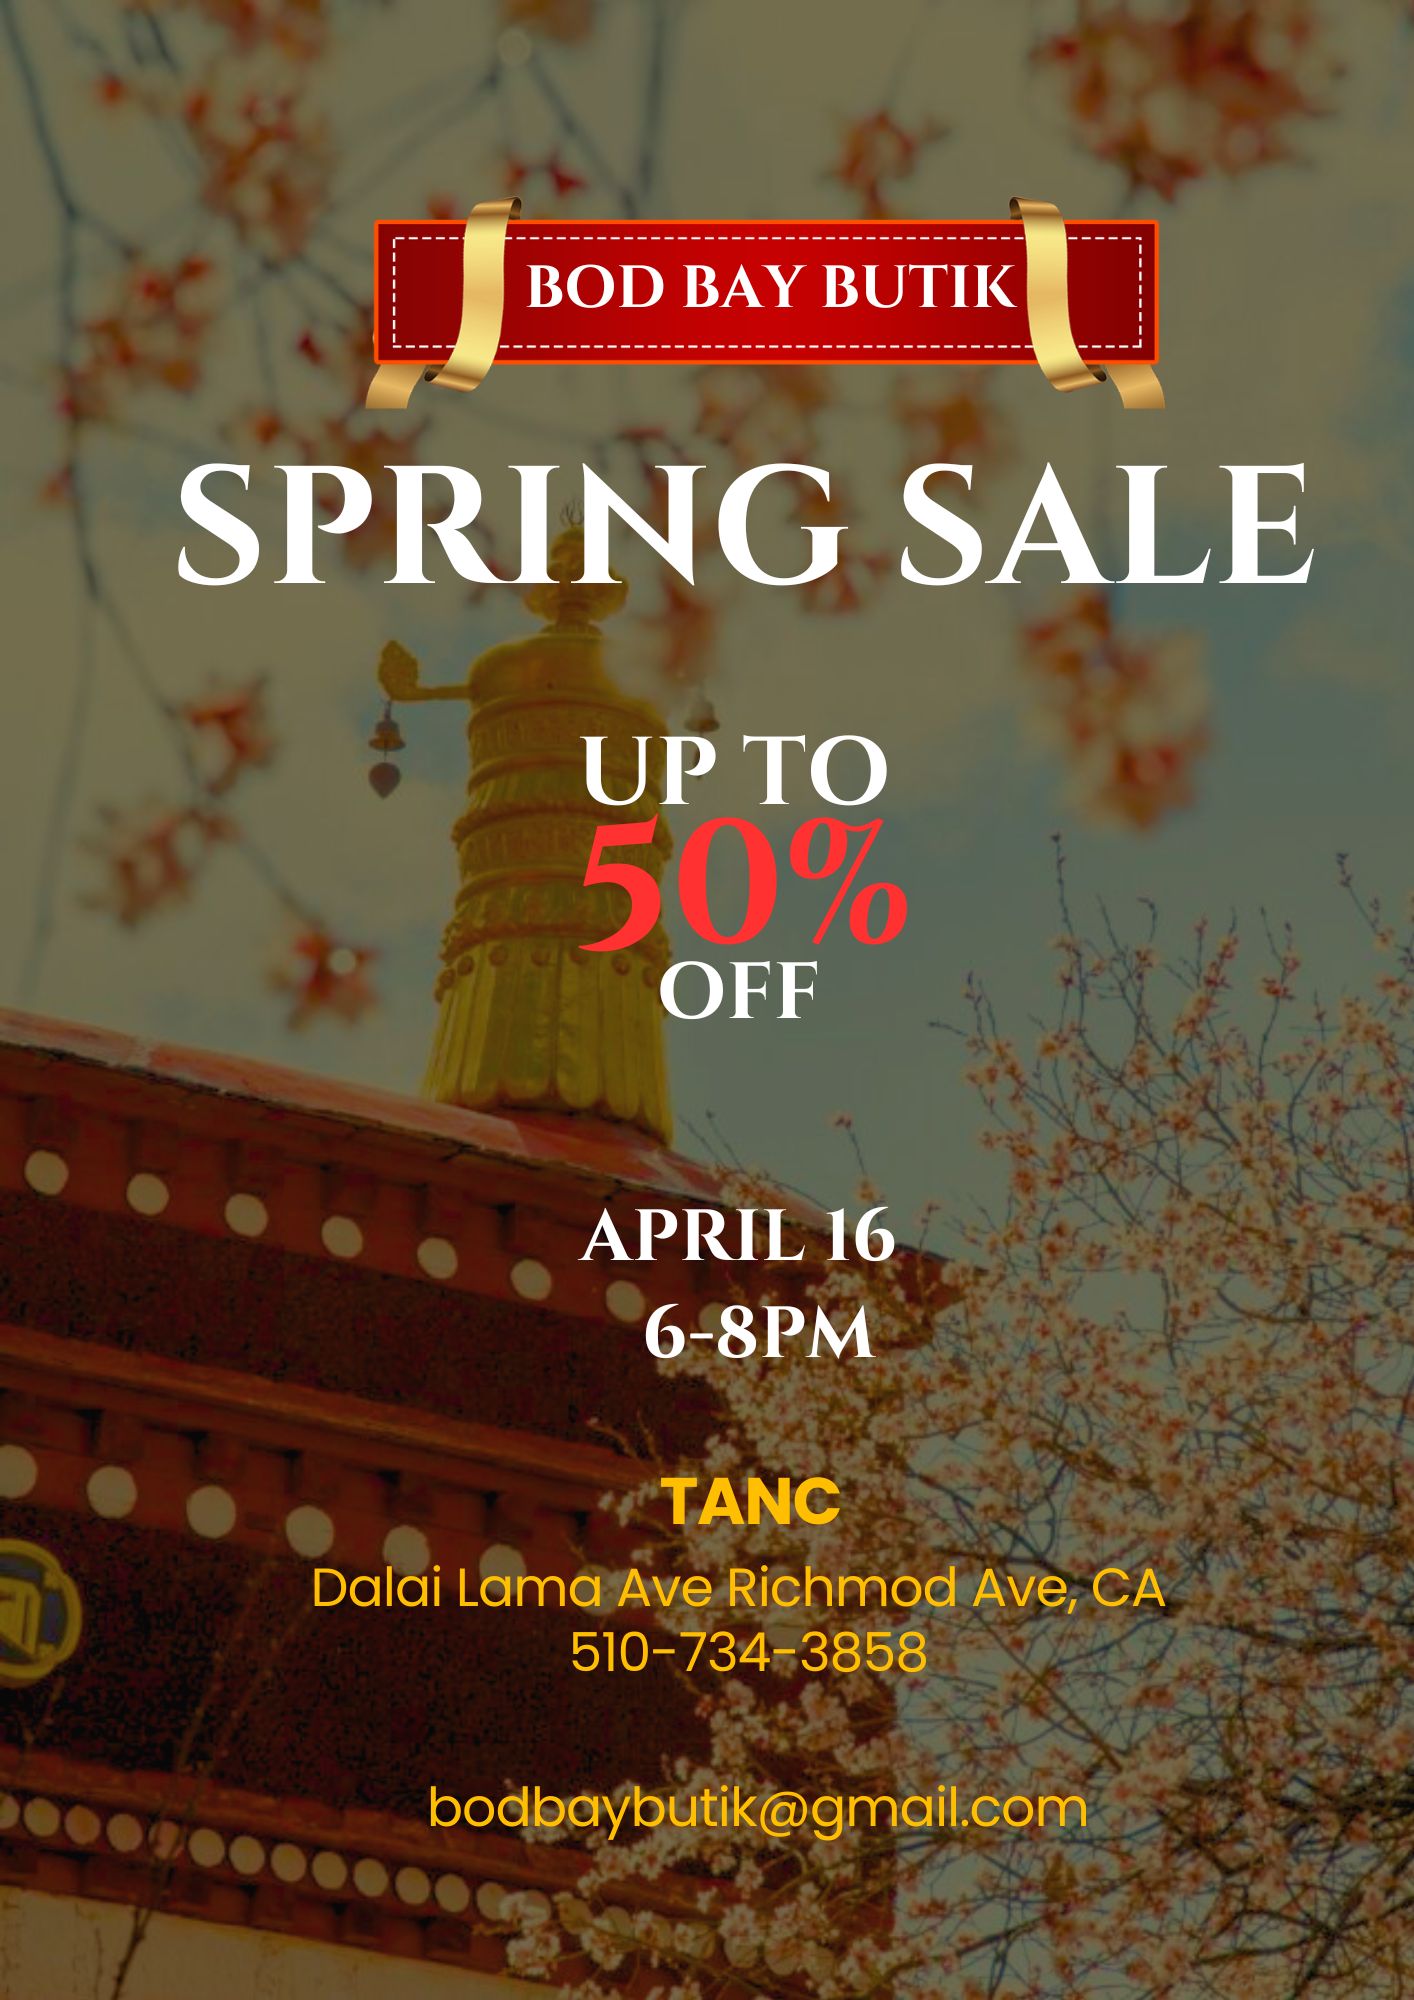 BOD BAY BUTIK
SPRING SALE
UP TO
50%
OFF
APRIL 16
6-8PM
TANC
Dalai Lama Ave Richmod Ave, CA
510-734-3858
bodbaybutik@gmail.com